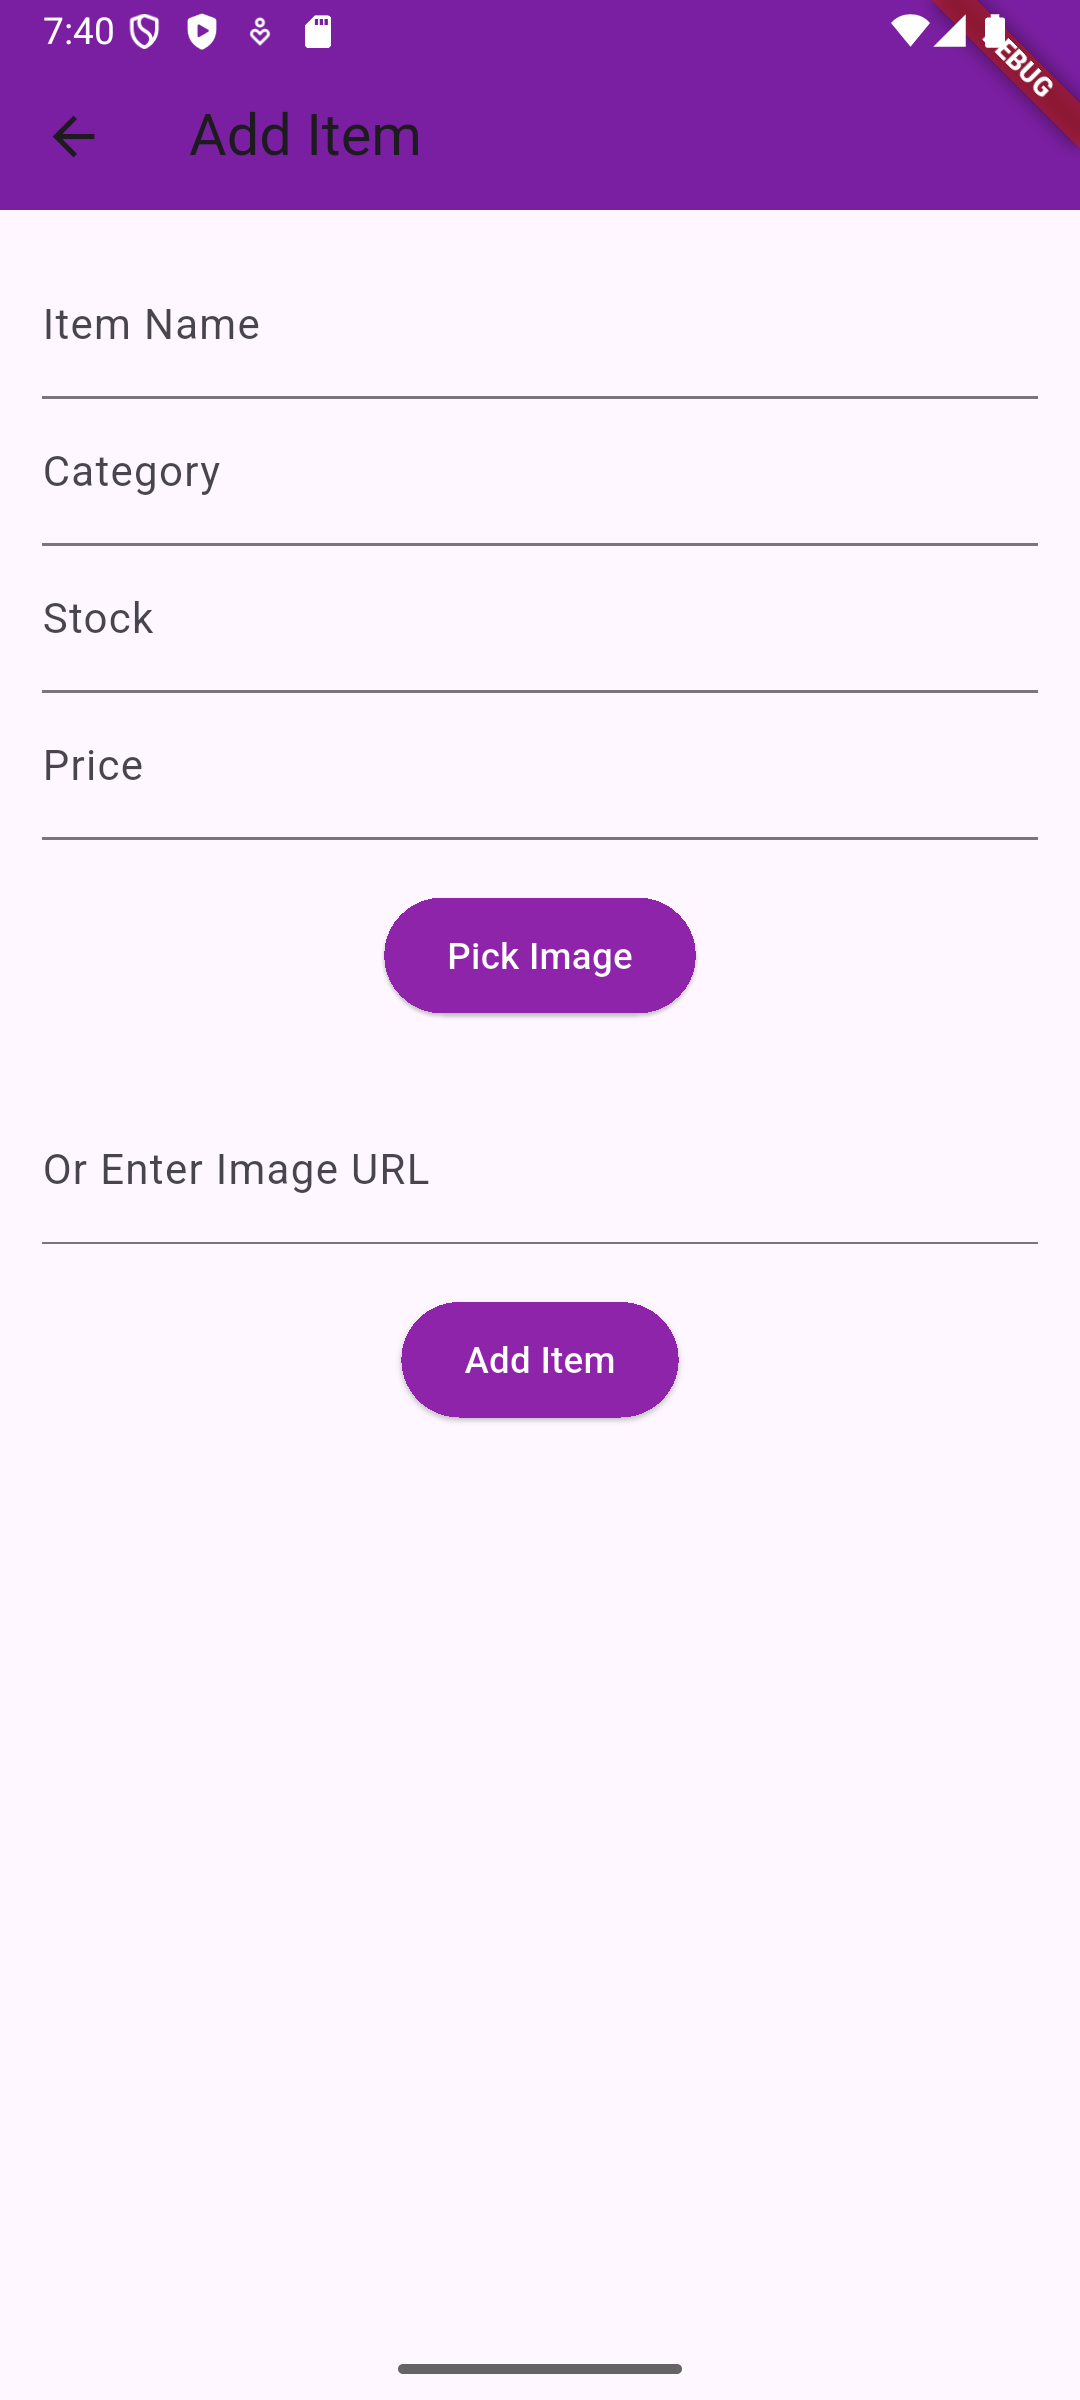 7:40
EBUG
Add Item
Item Name
Category
Stock
Price
Pick Image
Or Enter Image URL
Add Item